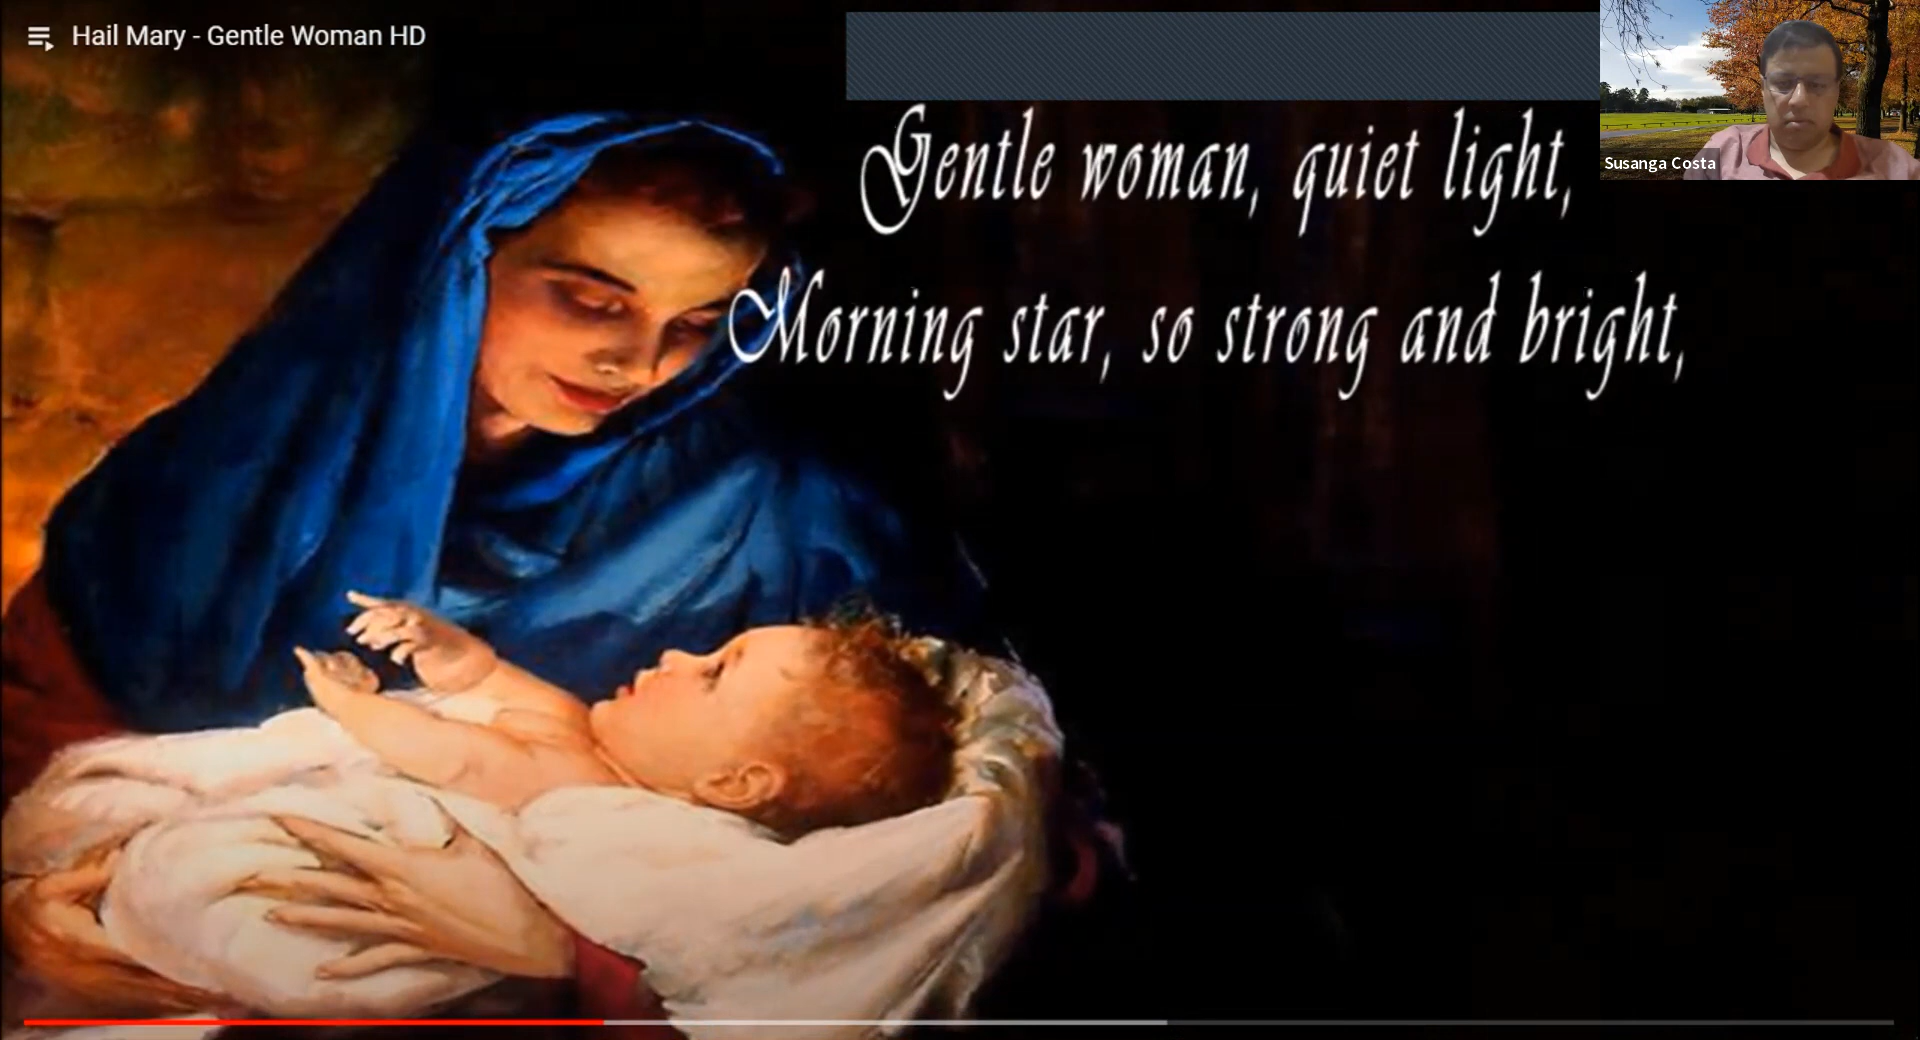 Hail Mary - Gentle Woman HD
Susanga Costa
Gentle woman, quiet light,
Morning star, so strong and bright,